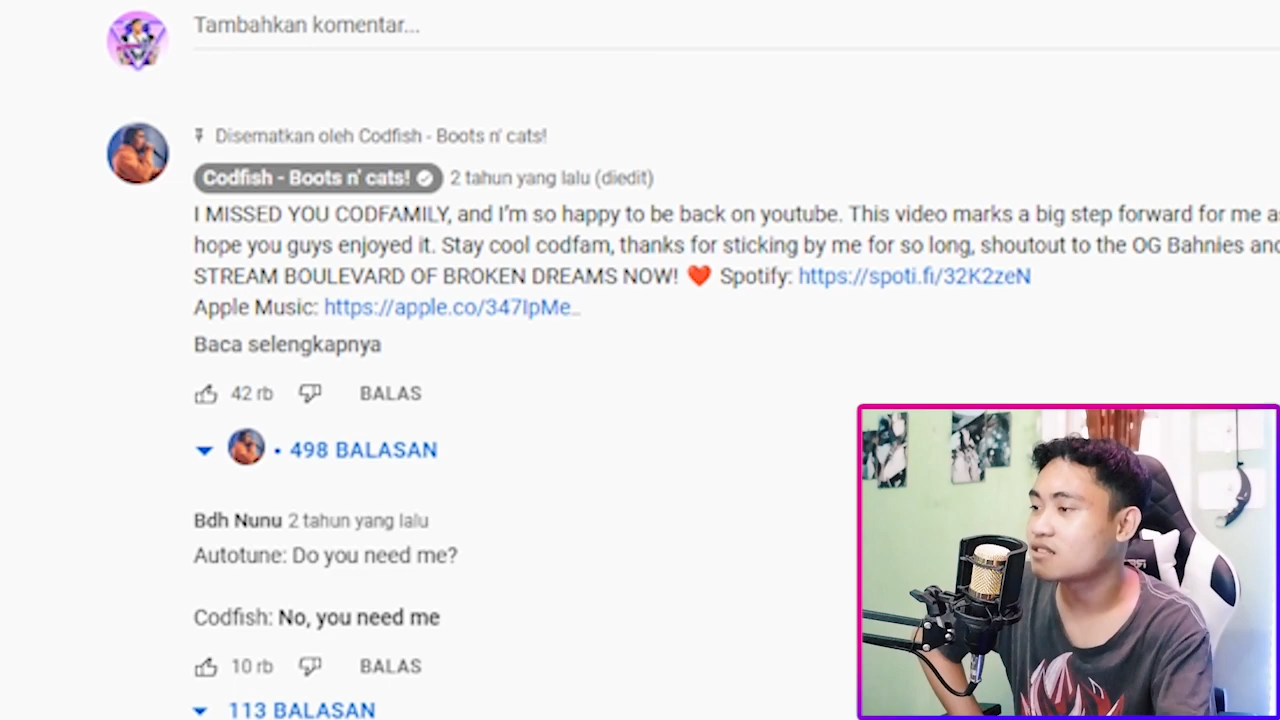 Tambahkan komentar...
Disematkan oleh Codfish - Boots n' cats!
Codfish - Boots n' cats! 2 tahun yang lalu (diedit)
I MISSED YOU CODFAMILY, and I'm so happy to be back on youtube. This video marks a big step forward for me as
hope you guys enjoyed it. Stay cool codfam, thanks for sticking by me for so long, shoutout to the OG Bahnies and
STREAM BOULEVARD OF BROKEN DREAMS NOW! ❤️ Spotify: https://spoti.fi/32K2zeN
Apple Music: https://apple.co/347IpMe...
Baca selengkapnya
42 rb BALAS
• 498 BALASAN
Bdh Nunu 2 tahun yang lalu
Autotune: Do you need me?
Codfish: No, you need me
10 rb BALAS
113 BALASAN